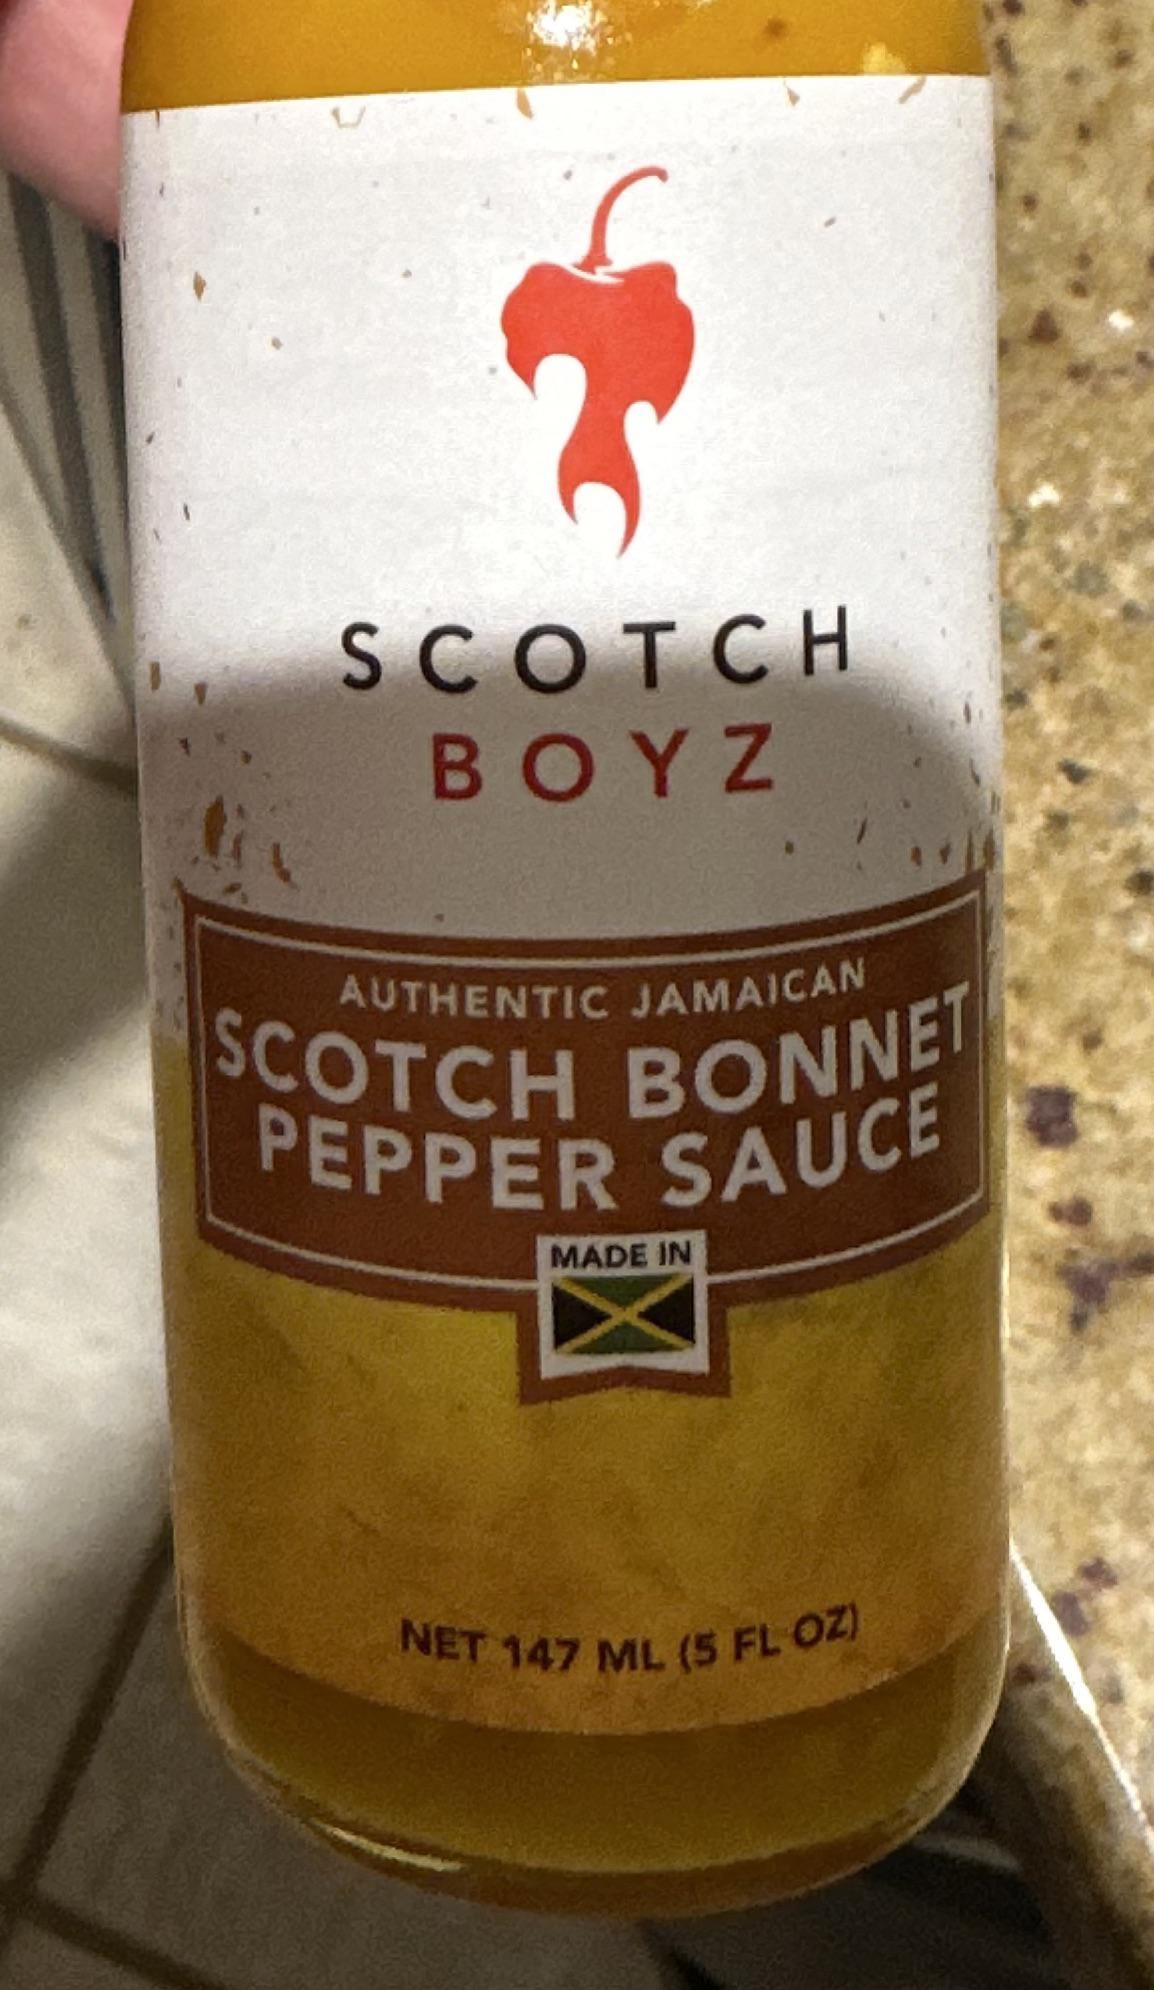 SCOTCH
BOYZ
AUTHENTIC JAMAICAN
SCOTCH BONNET
PEPPER SAUCE
MADE IN
NET 147 ML (5 FL OZ)